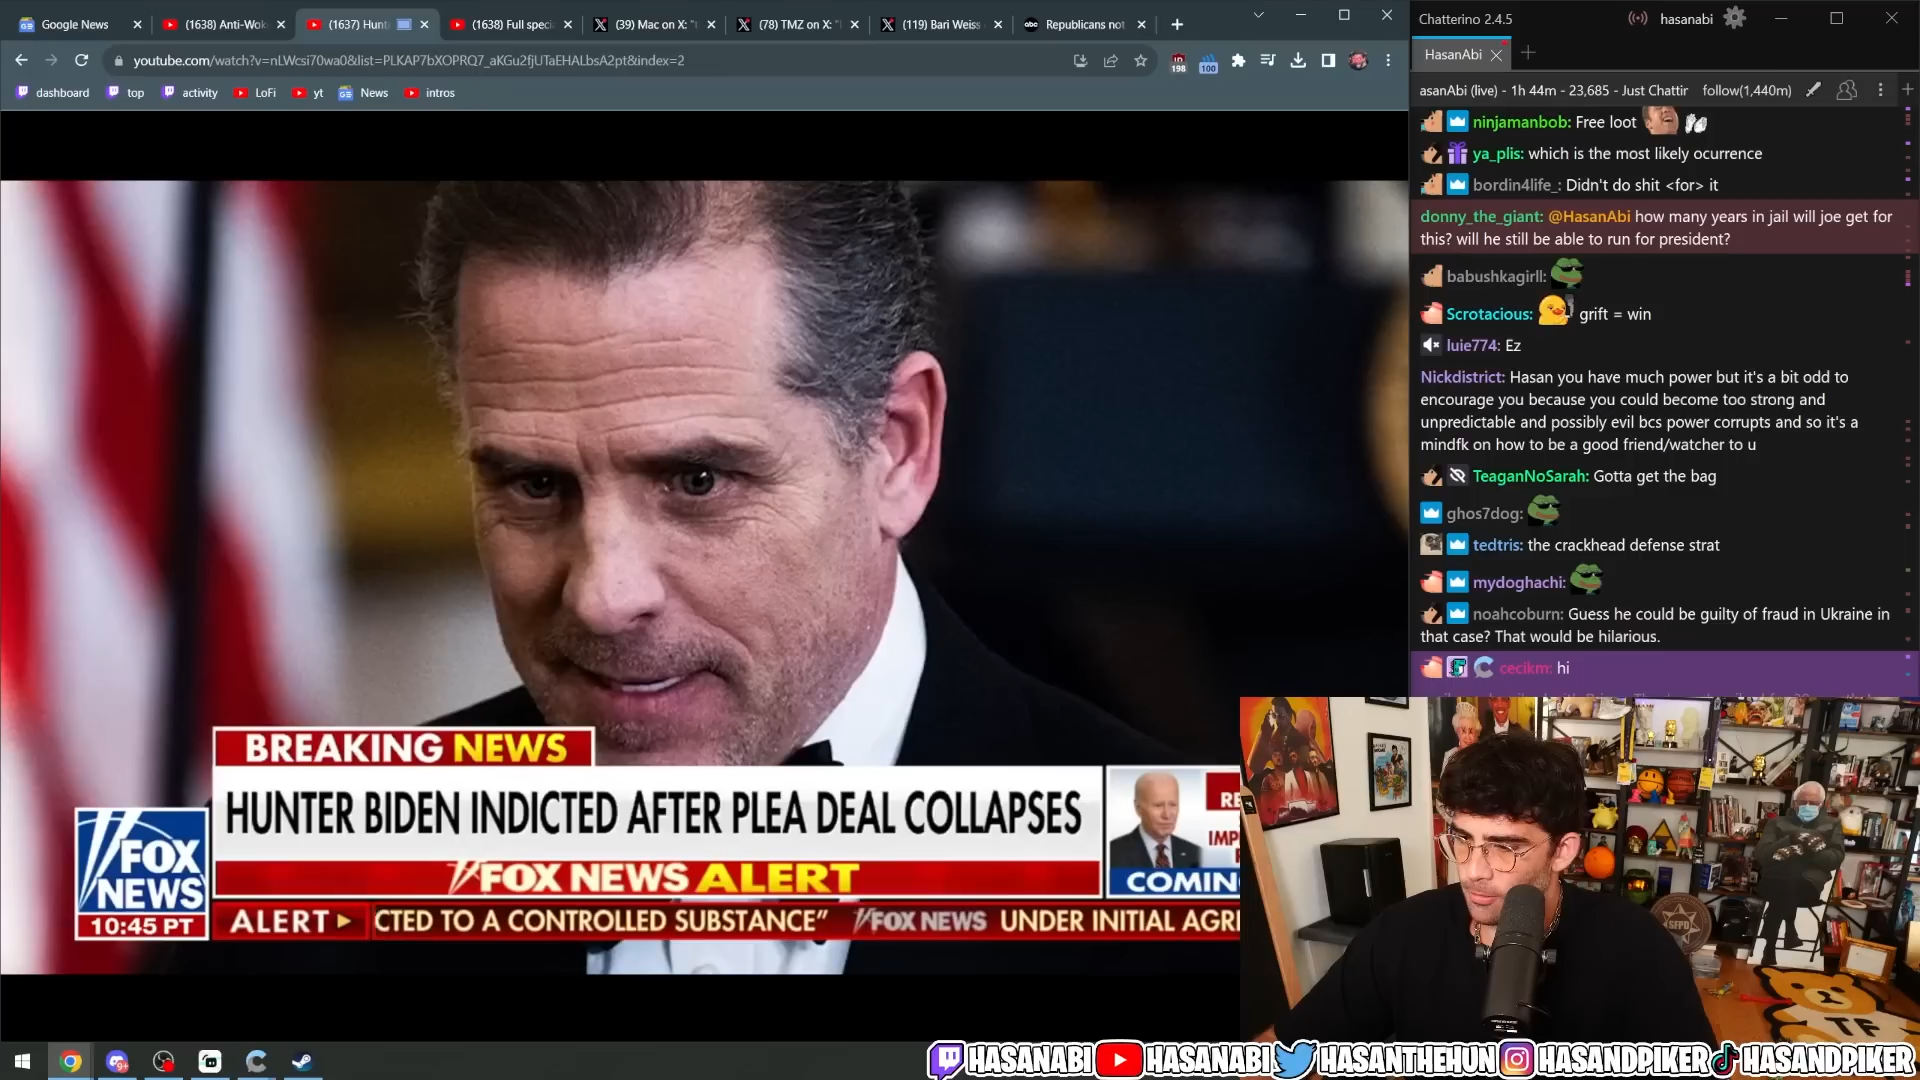 Google News
(1638) Anti-Wok
(1637) Hunt
(1638) Full speci
(39) Mac on X: "
(78) TMZ on X: "
(119) Bari Weiss
Republicans not
youtube.com/watch?v=nLWcsi70wa0&list=PLKAP7bXOPRQ7_aKGu2fjUTaEHALbsA2pt&index=2
198
100
dashboard
top
activity
LoFi
yt
News
intros
Chatterino 2.4.5
hasanabi
HasanAbi
asanAbi (live) - 1h 44m - 23,685 - Just Chattir
follow(1,440m)
ninjamanbob: Free loot
ya_plis: which is the most likely ocurrence
bordin4life_: Didn't do shit <for> it
donny_the_giant: @HasanAbi how many years in jail will joe get for
this? will he still be able to run for president?
babushkagirll:
Scrotacious: grift = win
luie774: Ez
Nickdistrict: Hasan you have much power but it's a bit odd to
encourage you because you could become too strong and
unpredictable and possibly evil bcs power corrupts and so it's a
mindfk on how to be a good friend/watcher to u
TeaganNoSarah: Gotta get the bag
ghos7dog:
tedtris: the crackhead defense strat
mydoghachi:
noahcoburn: Guess he could be guilty of fraud in Ukraine in
that case? That would be hilarious.
cecikm: hi
BREAKING NEWS
HUNTER BIDEN INDICTED AFTER PLEA DEAL COLLAPSES
FOX NEWS ALERT
FOX
NEWS
10:45 PT
RE
IMP
COMIN
ALERT
CTED TO A CONTROLLED SUBSTANCE" FOX NEWS UNDER INITIAL AGRE
SFPD
TF
HASANABI
HASANABI
HASANTHEHUN
HASANDPIKER
HASANDPIKER